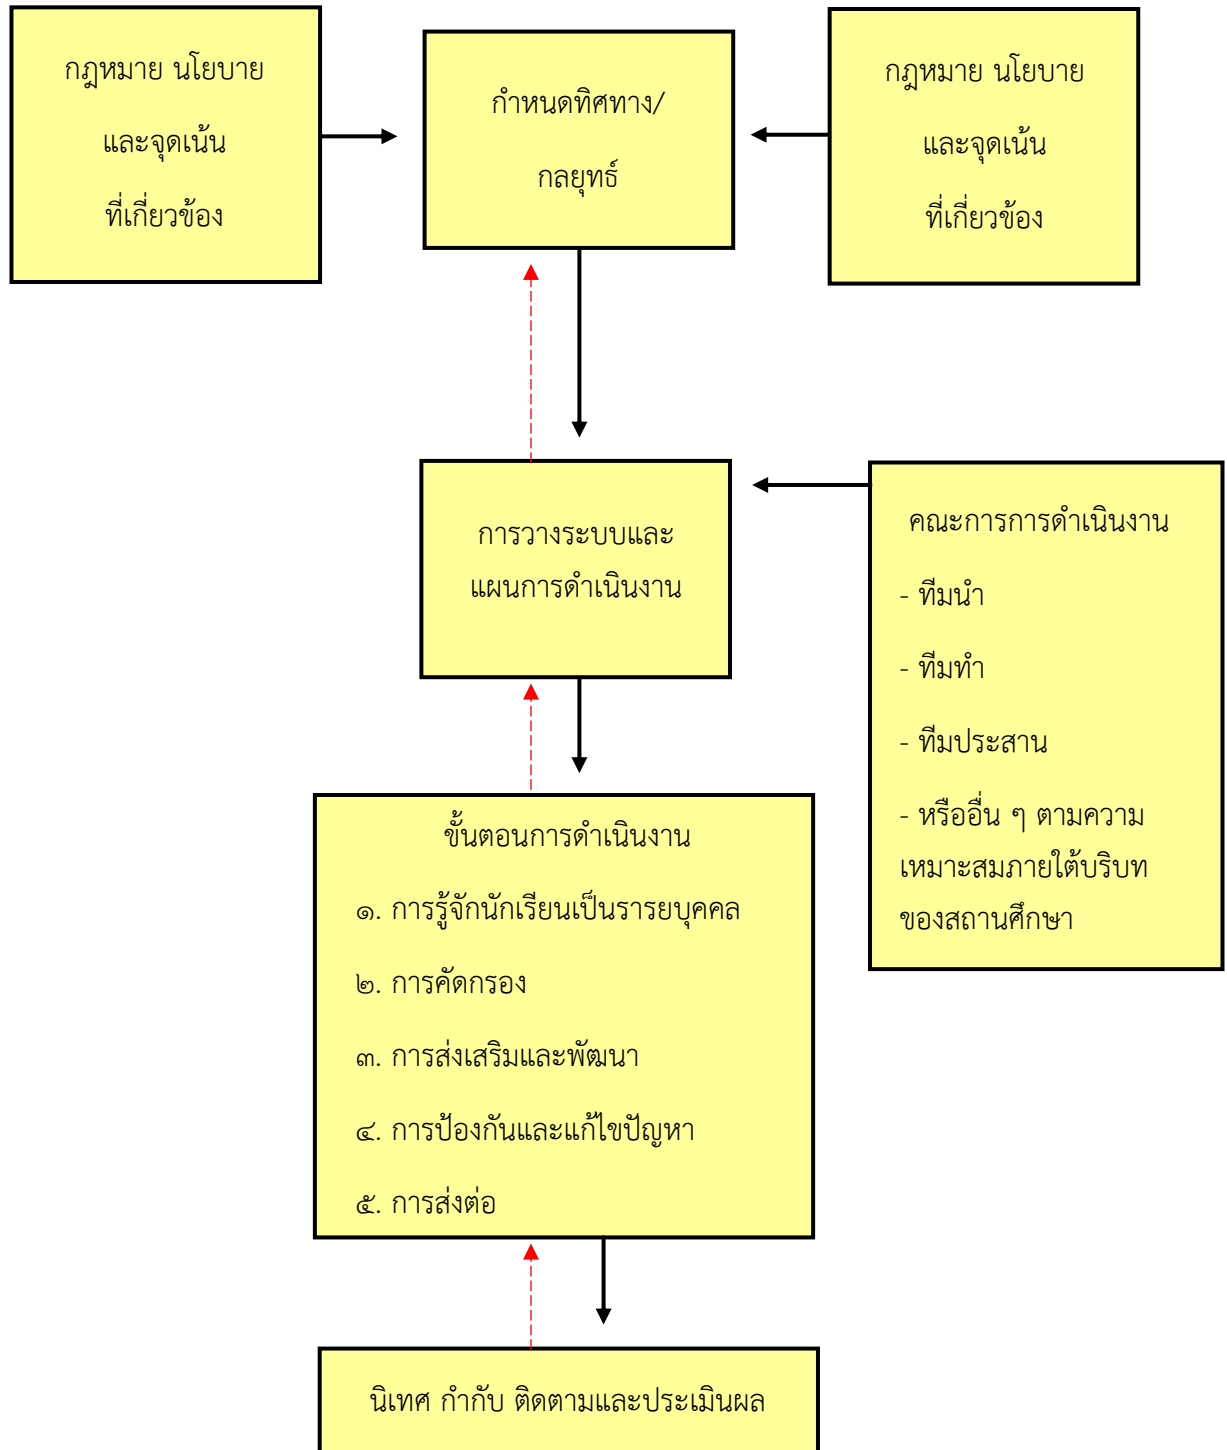 กฎหมาย นโยบาย
และจุดเน้น
ที่เกี่ยวข้อง
กำหนดทิศทาง/
กลยุทธ์
กฎหมาย นโยบาย
และจุดเน้น
ที่เกี่ยวข้อง
การวางระบบและ
แผนการดำเนินงาน
คณะการการดำเนินงาน
- ทีมนำ
- ทีมทำ
- ทีมประสาน
- หรืออื่น ๆ ตามความ
เหมาะสมภายใต้บริบท
ของสถานศึกษา
ขั้นตอนการดำเนินงาน
๑. การรู้จักนักเรียนเป็นรารยบุคคล
๒. การคัดกรอง
๓. การส่งเสริมและพัฒนา
๔. การป้องกันและแก้ไขปัญหา
๕. การส่งต่อ
นิเทศ กำกับ ติดตามและประเมินผล